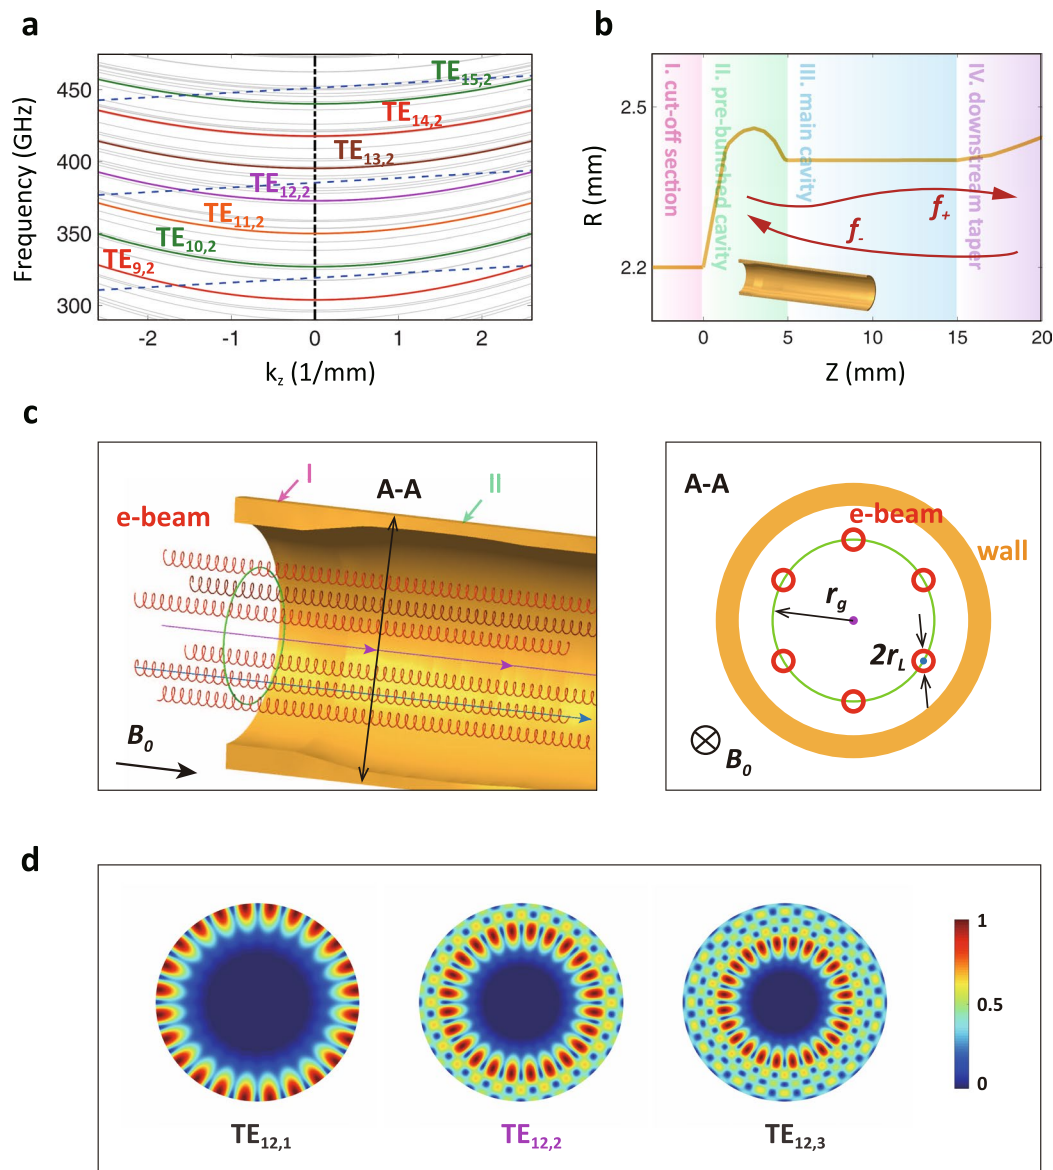 a
TE15,2
TE14,2
TE13,2
TE12,2
TE11,2
TE10,2
TE9,2
450
400
350
300
Frequency (GHz)
-2 -1 0 1 2
kz (1/mm)
b
I. cut-off section
II. pre-bunched cavity
III. main cavity
IV. downstream taper
2.5
2.2
R (mm)
f+
f-
0 5 10 15 20
Z (mm)
c
I
II
A-A
e-beam
B0
A-A
e-beam
wall
rg
2rL
B0
d
1
0.5
0
TE12,1 TE12,2 TE12,3